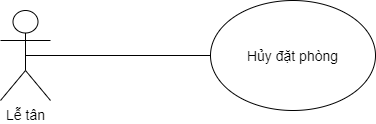 Hủy đặt phòng
Lễ tân